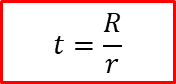 t = R/r